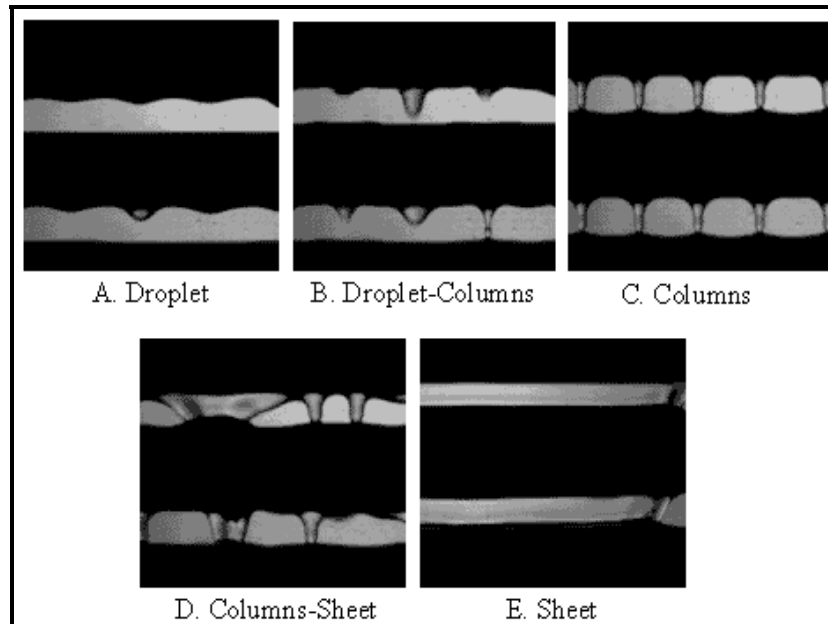 A. Droplet
B. Droplet-Columns
C. Columns
D. Columns-Sheet
E. Sheet